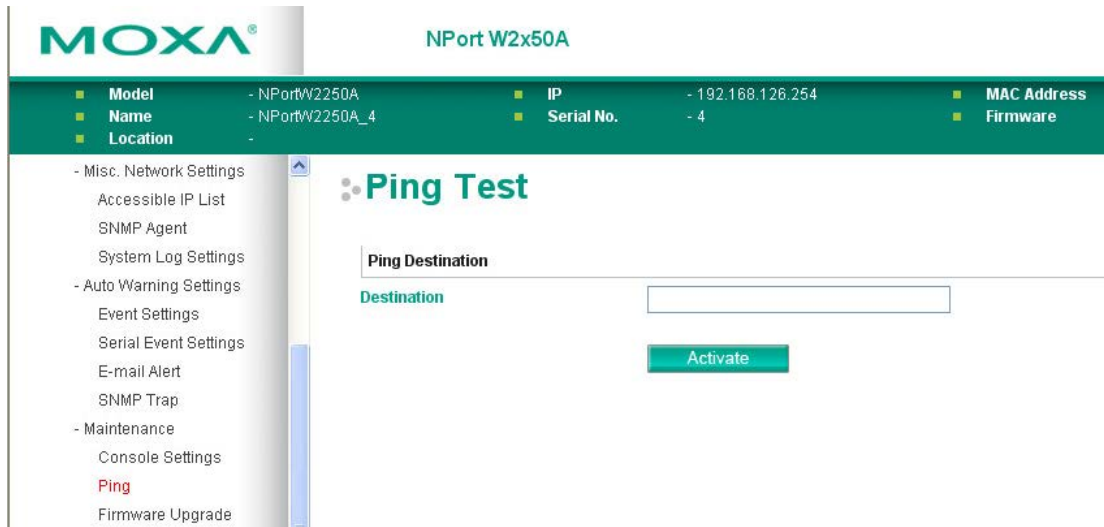 MOXA®
NPort W2x50A
Model - NPortW2250A IP - 192.168.126.254 MAC Address
Name - NPortW2250A_4 Serial No. - 4 Firmware
Location -
- Misc. Network Settings
Accessible IP List
SNMP Agent
System Log Settings
- Auto Warning Settings
Event Settings
Serial Event Settings
E-mail Alert
SNMP Trap
- Maintenance
Console Settings
Ping
Firmware Upgrade
Ping Test
Ping Destination
Destination
Activate